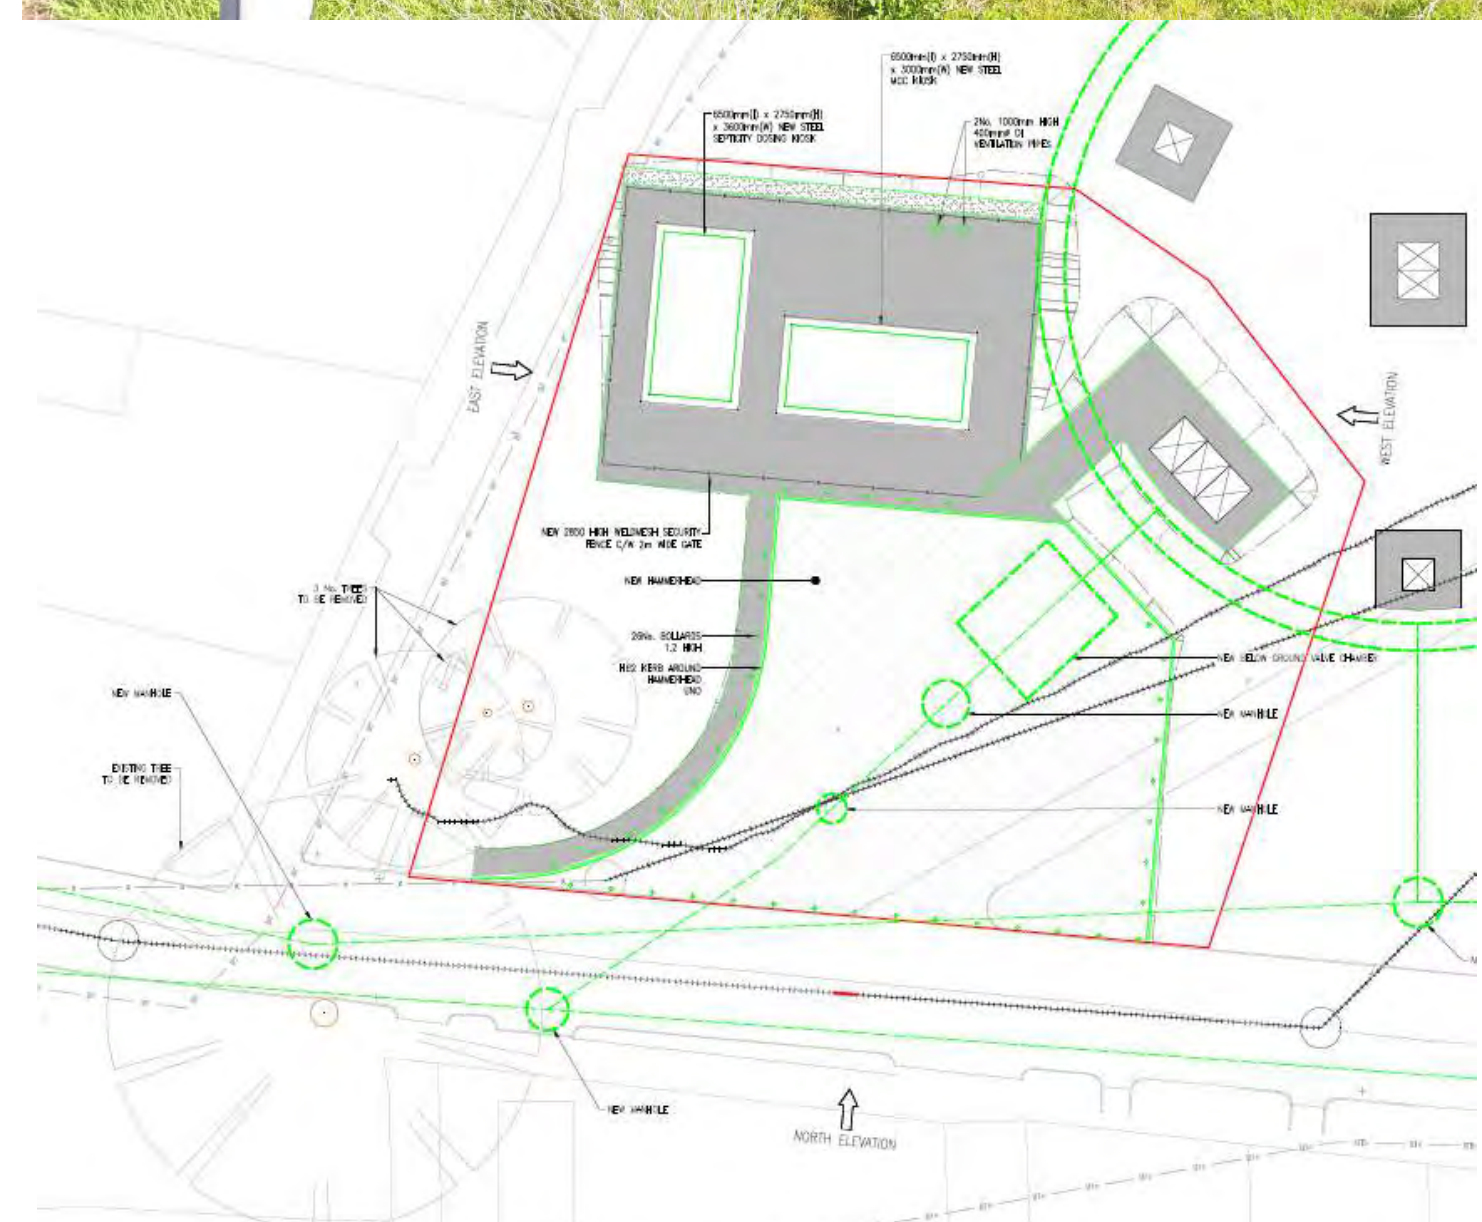 6500mm(l) x 2750mm(H)
x 3000mm(W) NEW STEEL
MCC KIOSK
6500mm(l) x 2750mm(H)
x 3600mm(W) NEW STEEL
SEPTICITY DOSING KIOSK
2No. 1000mm HIGH
400mmø DI
VENTILATION PIPES
EAST ELEVATION
WEST ELEVATION
NEW 2850 HIGH WELDMESH SECURITY
FENCE C/W 2m WIDE GATE
NEW HAMMERHEAD
3 No. TREES
TO BE REMOVED
26No. BOLLARDS
1.2 HIGH
HB2 KERB AROUND
HAMMERHEAD
UNO
NEW BELOW GROUND VALVE CHAMBER
NEW MANHOLE
NEW MANHOLE
EXISTING TREE
TO BE REMOVED
NEW MANHOLE
NEW MANHOLE
NORTH ELEVATION